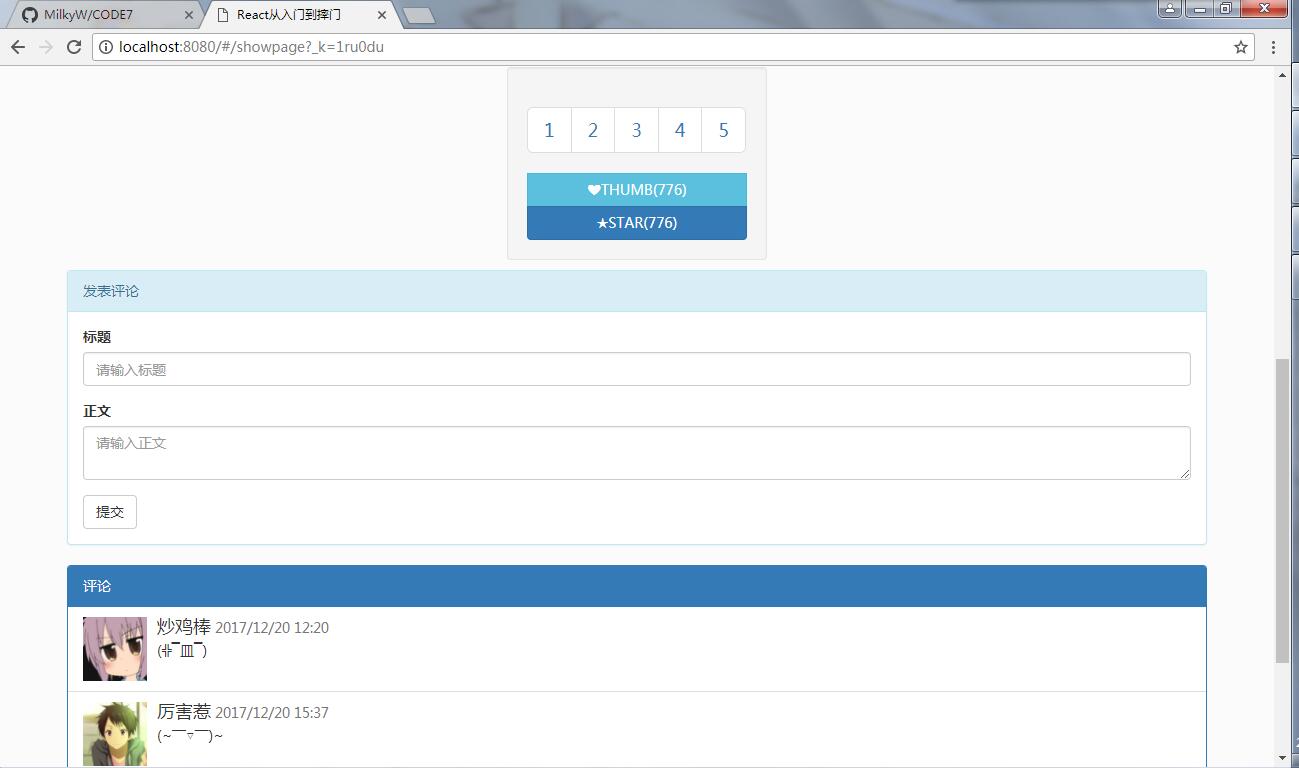 MilkyW/CODE7
React从入门到摔门
localhost:8080/#/showpage?_k=1ru0du
1 2 3 4 5
♥THUMB(776)
★STAR(776)
发表评论
标题
请输入标题
正文
请输入正文
提交
评论
炒鸡棒 2017/12/20 12:20
(╬▔皿▔)
厉害惹 2017/12/20 15:37
(~￣▽￣)~